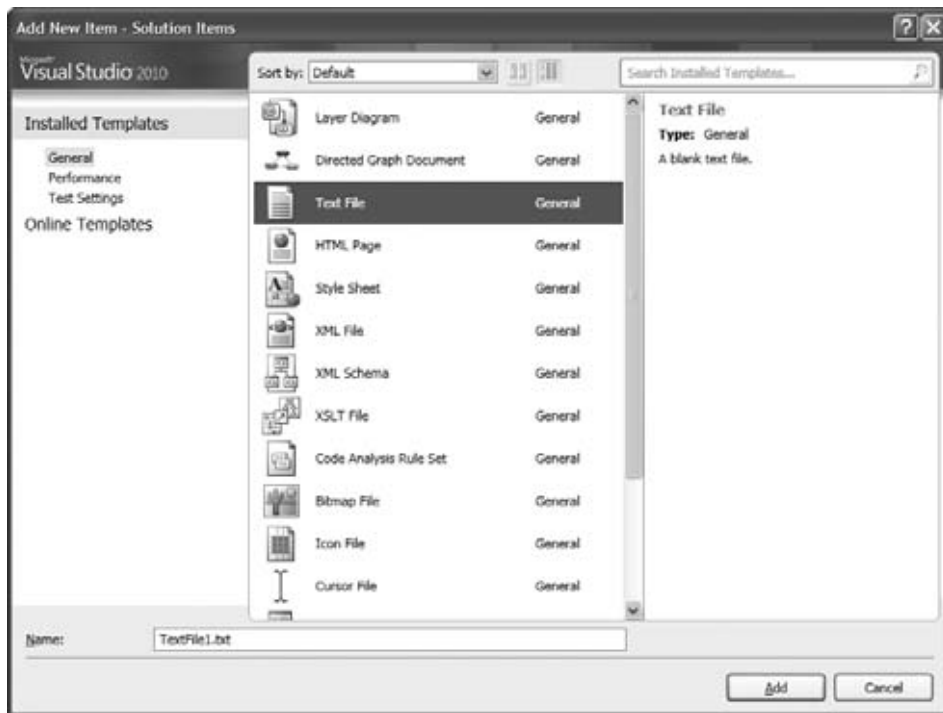 Add New Item - Solution Items
Microsoft
Visual Studio 2010
Sort by: Default
Search Installed Templates...
Installed Templates
General
Performance
Test Settings
Online Templates
Layer Diagram General
Directed Graph Document General
Text File General
HTML Page General
Style Sheet General
XML File General
XML Schema General
XSLT File General
Code Analysis Rule Set General
Bitmap File General
Icon File General
Cursor File General
Text File
Type: General
A blank text file.
Name: TextFile1.txt
Add Cancel